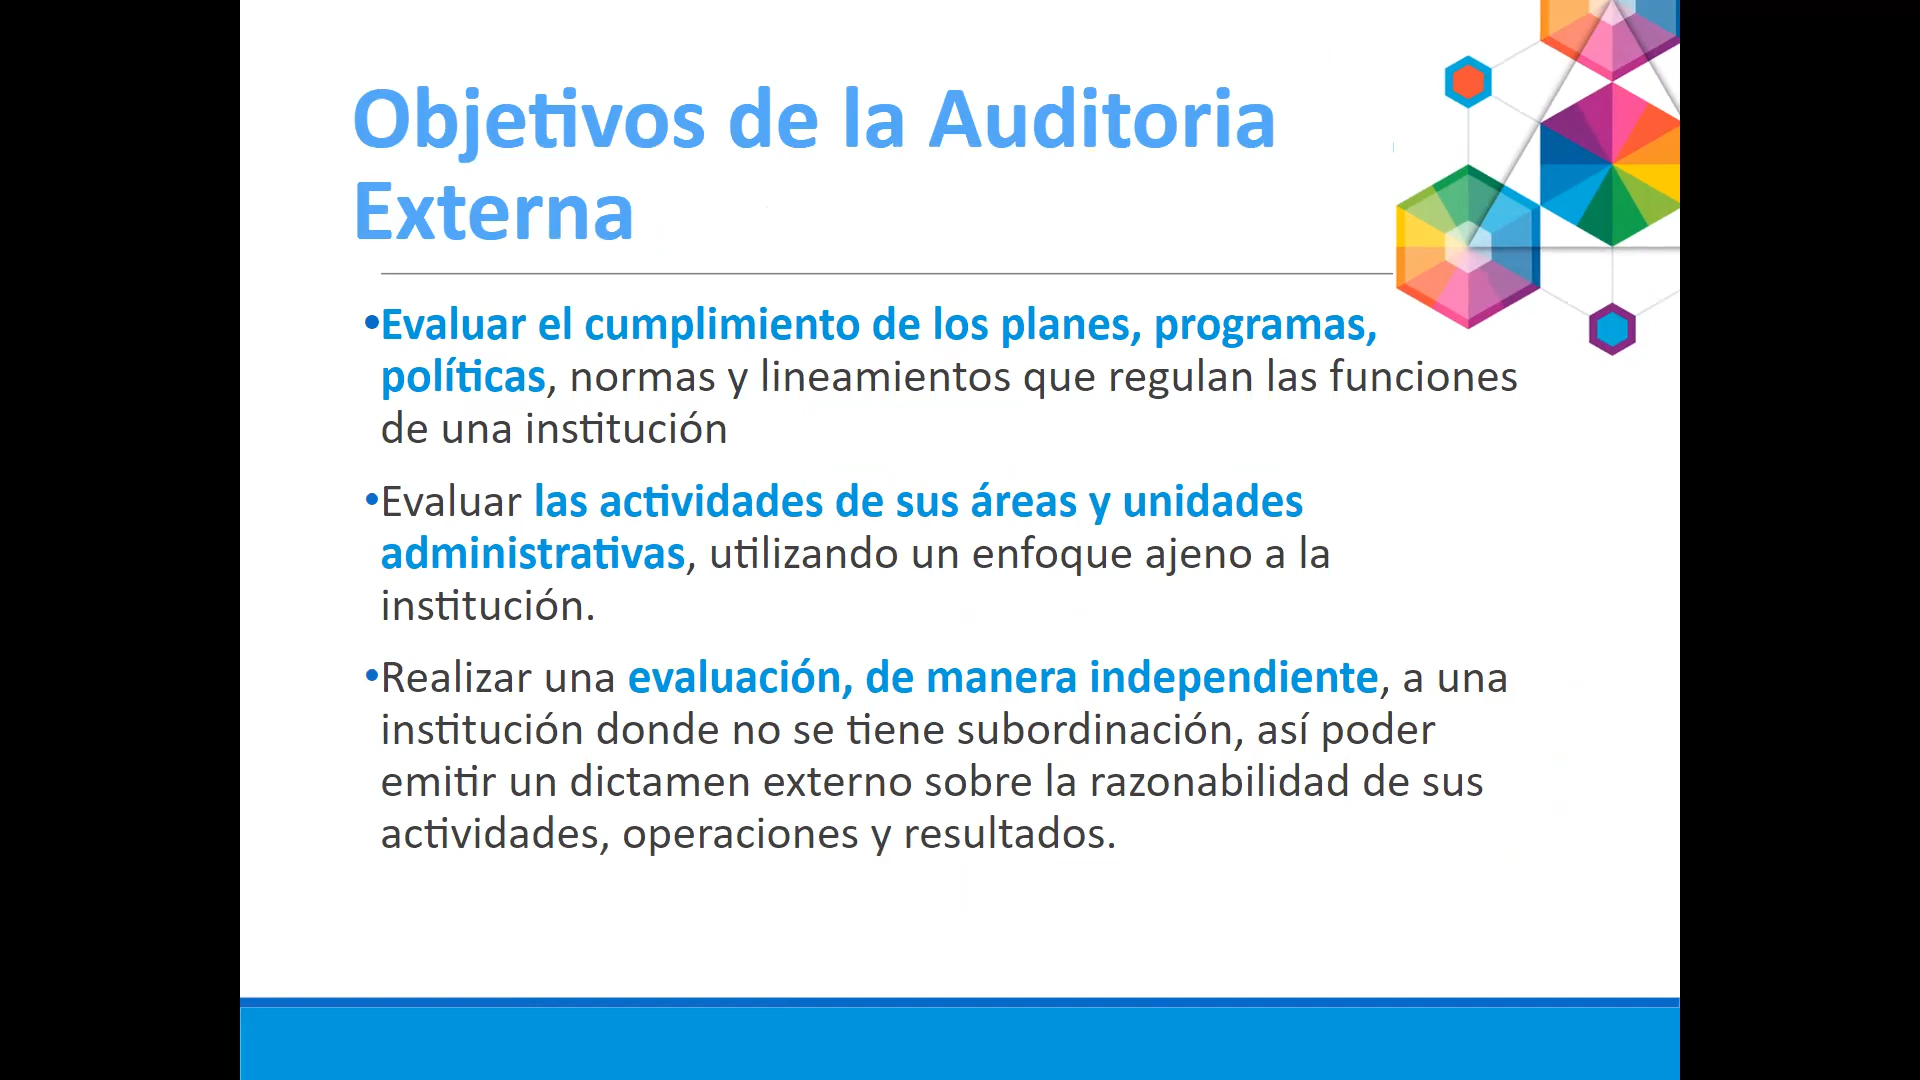 Objetivos de la Auditoria
Externa
•Evaluar el cumplimiento de los planes, programas,
políticas, normas y lineamientos que regulan las funciones
de una institución
•Evaluar las actividades de sus áreas y unidades
administrativas, utilizando un enfoque ajeno a la
institución.
•Realizar una evaluación, de manera independiente, a una
institución donde no se tiene subordinación, así poder
emitir un dictamen externo sobre la razonabilidad de sus
actividades, operaciones y resultados.